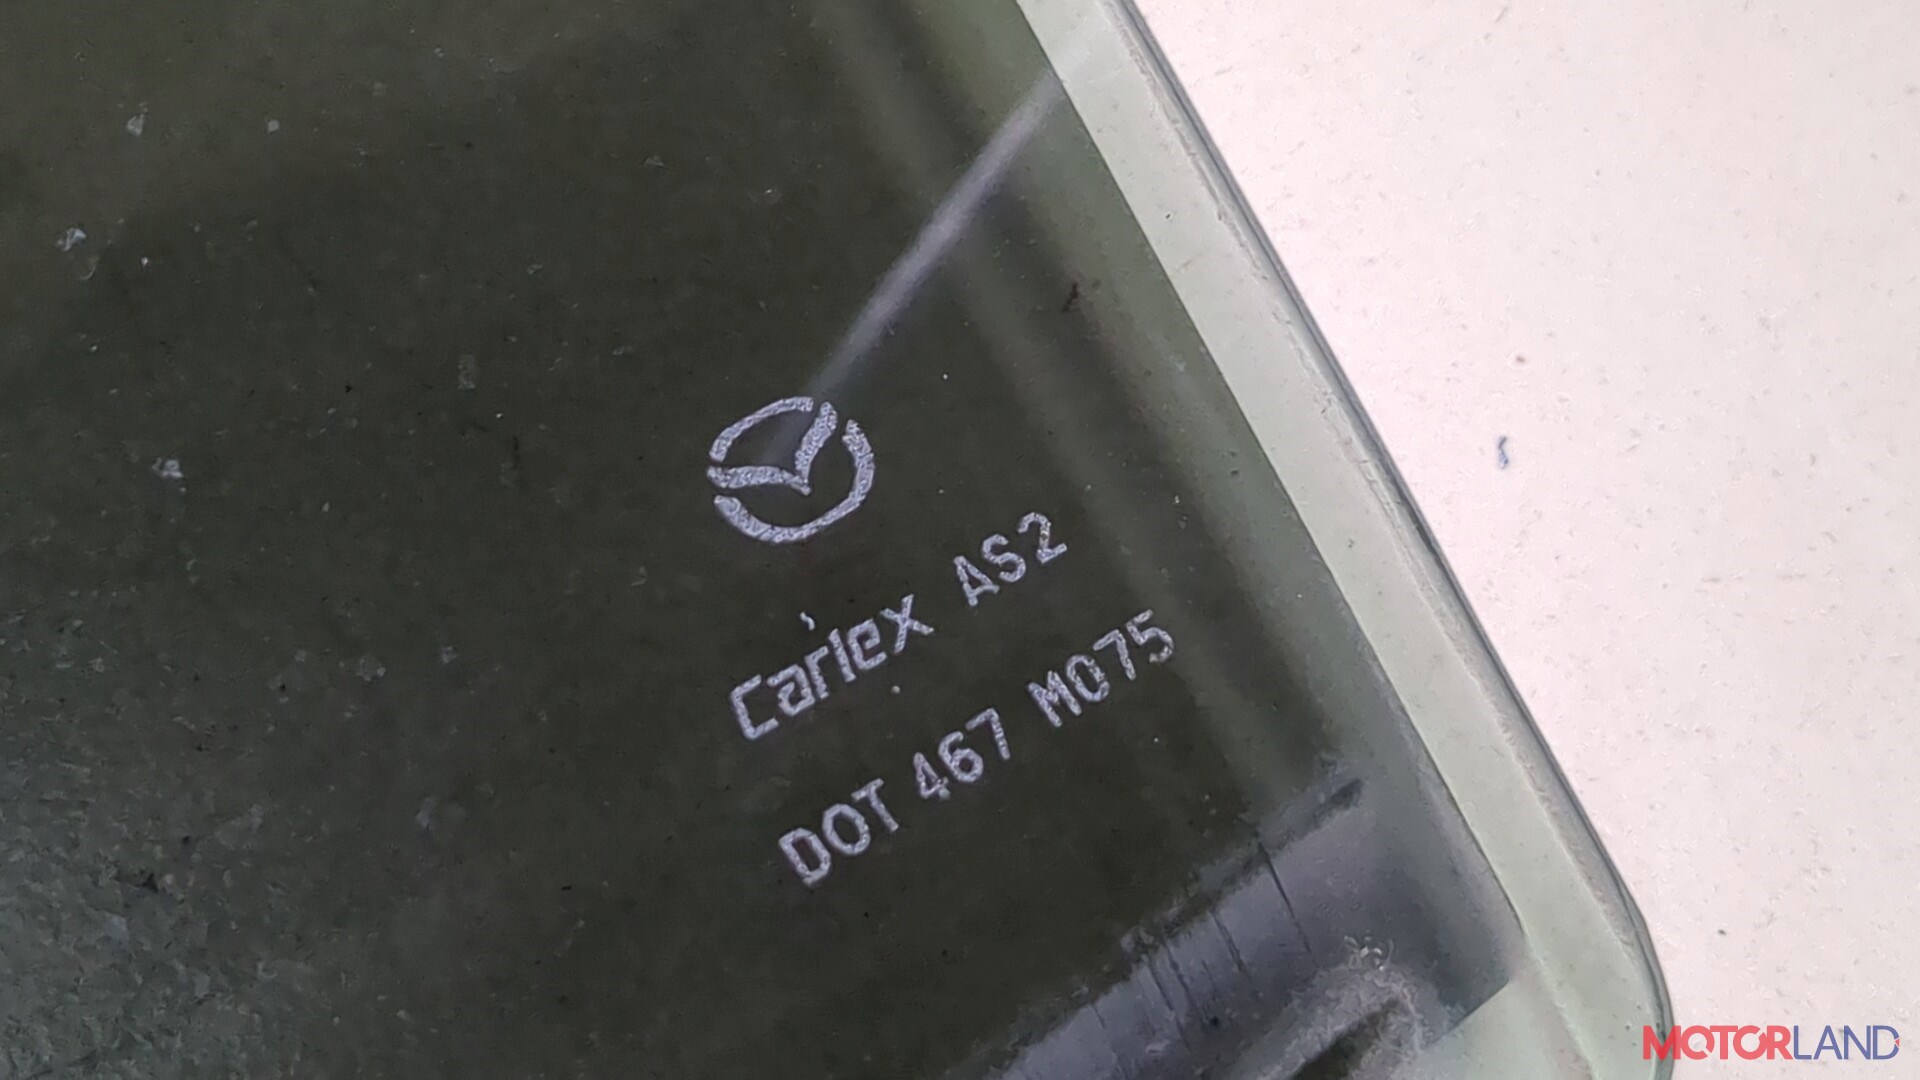 Carlex AS2
DOT 467 M075
MOTORLAND